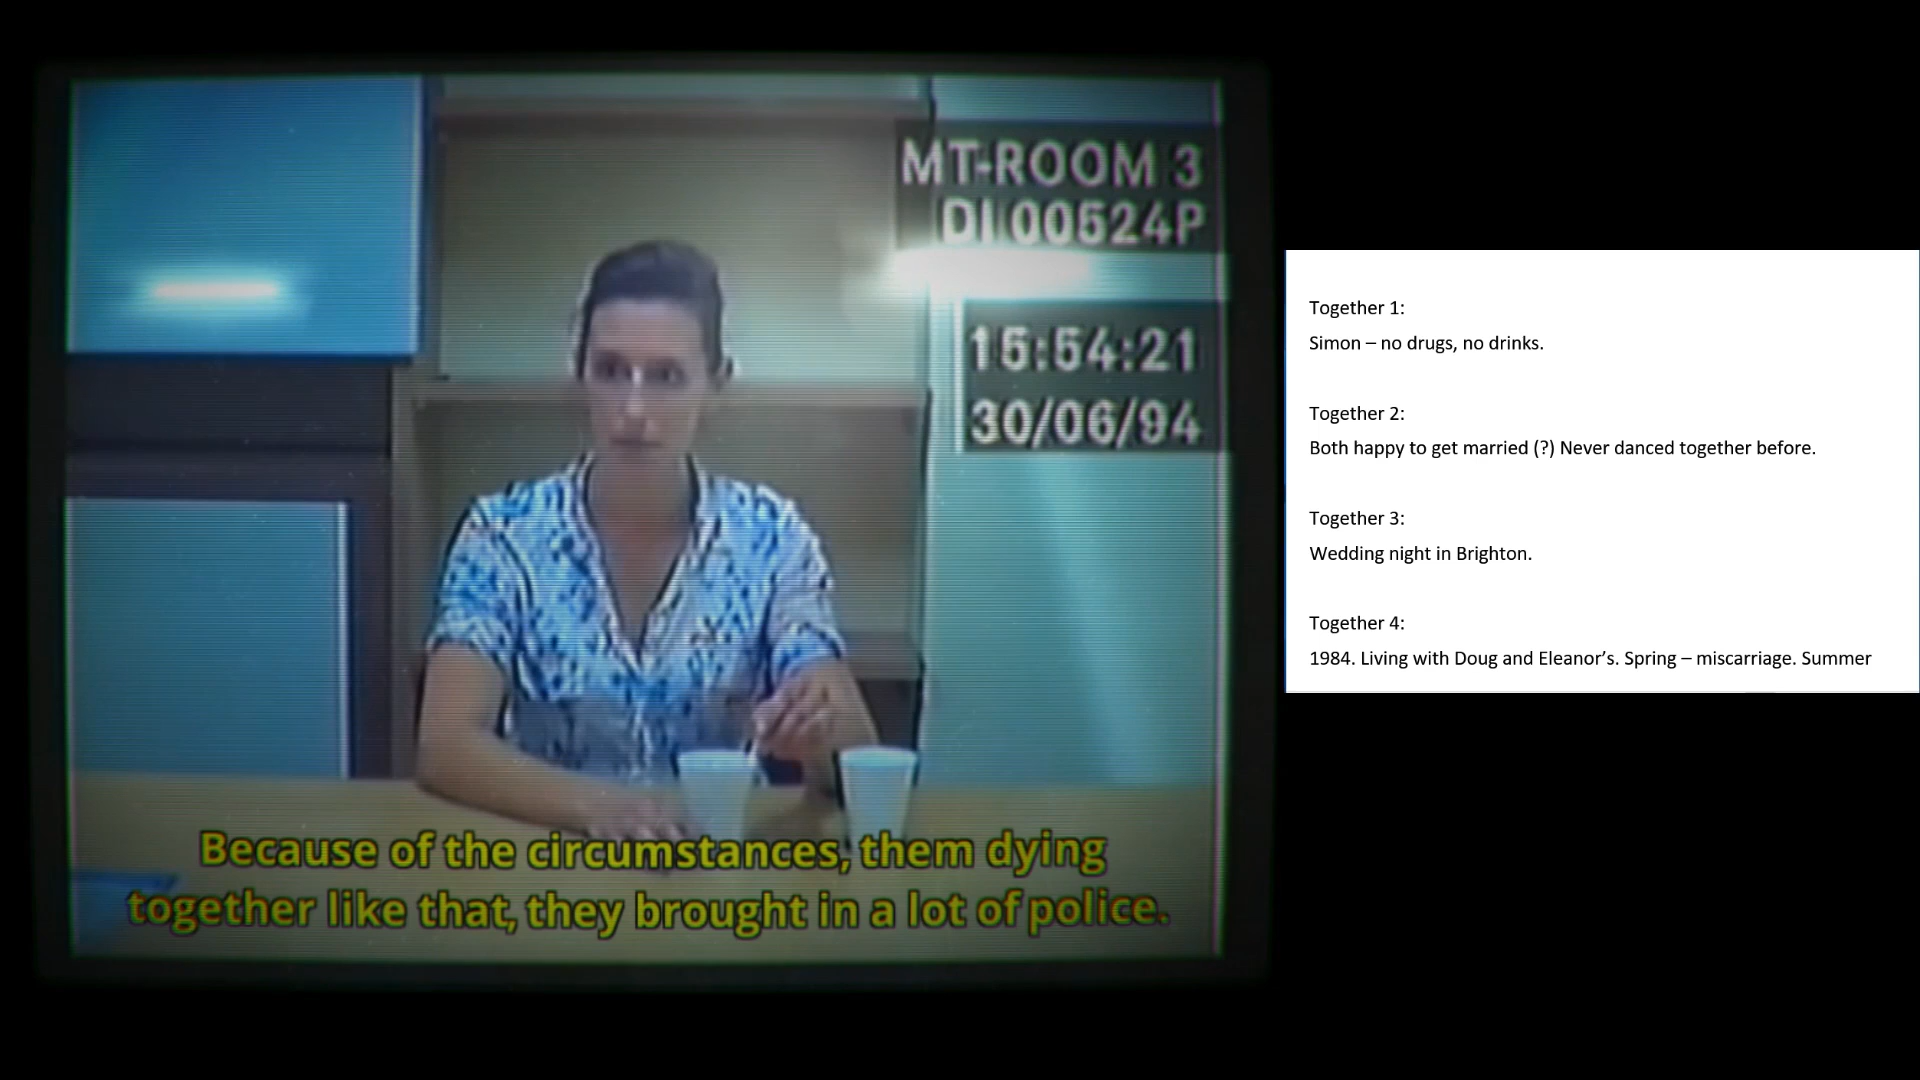 MT-ROOM 3
DI 00524P
15:54:21
30/06/94
Because of the circumstances, them dying
together like that, they brought in a lot of police.
Together 1:
Simon – no drugs, no drinks.
Together 2:
Both happy to get married (?) Never danced together before.
Together 3:
Wedding night in Brighton.
Together 4:
1984. Living with Doug and Eleanor’s. Spring – miscarriage. Summer